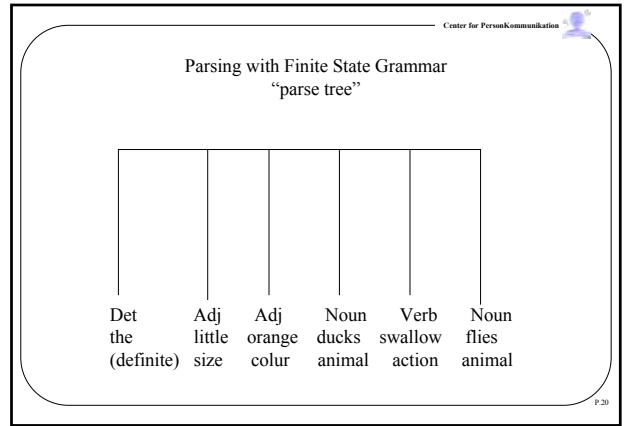 Center for PersonKommunikation
Parsing with Finite State Grammar
“parse tree”
Det Adj Adj Noun Verb Noun
the little orange ducks swallow flies
(definite) size colur animal action animal
P.20